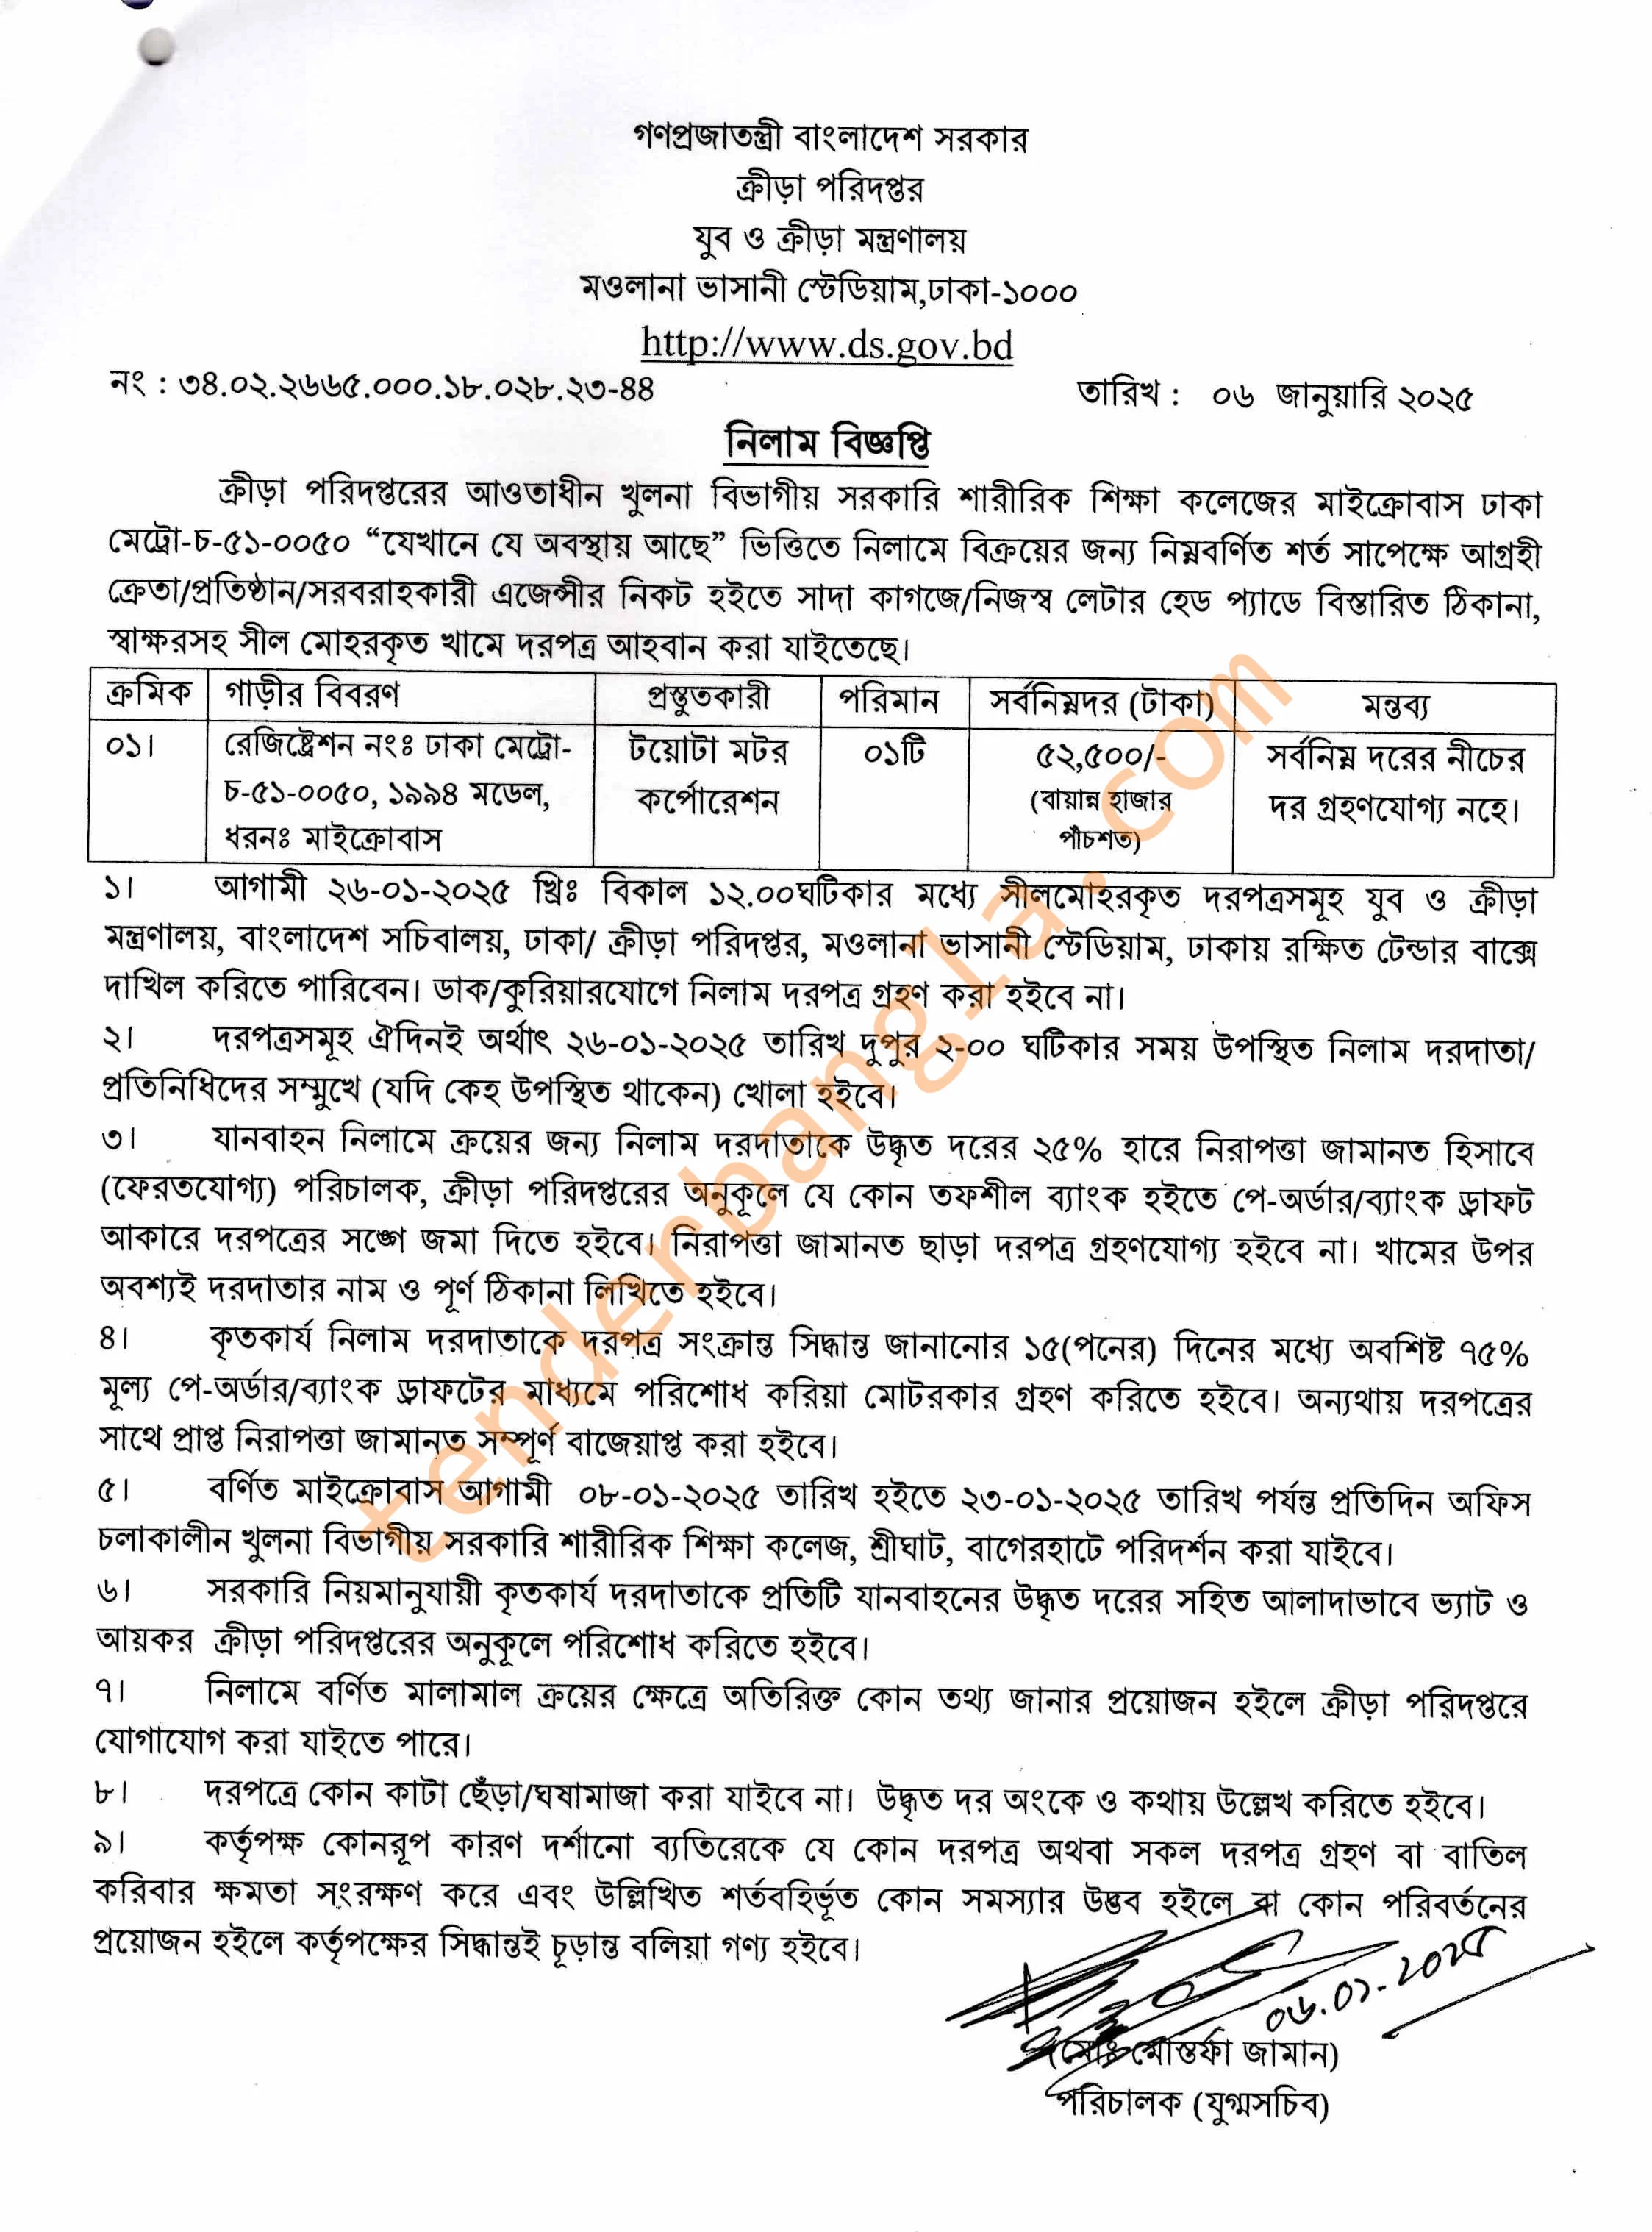 গণপ্রজাতন্ত্রী বাংলাদেশ সরকার
ক্রীড়া পরিদপ্তর
যুব ও ক্রীড়া মন্ত্রণালয়
মওলানা ভাসানী স্টেডিয়াম,ঢাকা-১০০০
http://www.ds.gov.bd
নং : ৩৪.০২.২৬৬৫.০০০.১৮.০২৮.২৩-৪৪ তারিখ : ০৬ জানুয়ারি ২০২৫
নিলাম বিজ্ঞপ্তি
ক্রীড়া পরিদপ্তরের আওতাধীন খুলনা বিভাগীয় সরকারি শারীরিক শিক্ষা কলেজের মাইক্রোবাস ঢাকা
মেট্রো-চ-৫১-০০৫০ “যেখানে যে অবস্থায় আছে” ভিত্তিতে নিলামে বিক্রয়ের জন্য নিম্নবর্ণিত শর্ত সাপেক্ষে আগ্রহী
ক্রেতা/প্রতিষ্ঠান/সরবরাহকারী এজেন্সীর নিকট হইতে সাদা কাগজে/নিজস্ব লেটার হেড প্যাডে বিস্তারিত ঠিকানা,
স্বাক্ষরসহ সীল মোহরকৃত খামে দরপত্র আহবান করা যাইতেছে।
ক্রমিক গাড়ীর বিবরণ প্রস্তুতকারী পরিমান সর্বনিম্নদর (টাকা) মন্তব্য
০১। রেজিষ্ট্রেশন নংঃ ঢাকা মেট্রো- টয়োটা মটর ০১টি ৫২,৫০০/- সর্বনিম্ন দরের নীচের
চ-৫১-০০৫০, ১৯৯৪ মডেল, কর্পোরেশন (বায়ান্ন হাজার দর গ্রহণযোগ্য নহে।
ধরনঃ মাইক্রোবাস পাঁচশত)
১। আগামী ২৬-০১-২০২৫ খ্রিঃ বিকাল ১২.০০ঘটিকার মধ্যে সীলমোহরকৃত দরপত্রসমূহ যুব ও ক্রীড়া
মন্ত্রণালয়, বাংলাদেশ সচিবালয়, ঢাকা/ ক্রীড়া পরিদপ্তর, মওলানা ভাসানী স্টেডিয়াম, ঢাকায় রক্ষিত টেন্ডার বাক্সে
দাখিল করিতে পারিবেন। ডাক/কুরিয়ারযোগে নিলাম দরপত্র গ্রহণ করা হইবে না।
২। দরপত্রসমূহ ঐদিনই অর্থাৎ ২৬-০১-২০২৫ তারিখ দুপুর ২-০০ ঘটিকার সময় উপস্থিত নিলাম দরদাতা/
প্রতিনিধিদের সম্মুখে (যদি কেহ উপস্থিত থাকেন) খোলা হইবে।
৩। যানবাহন নিলামে ক্রয়ের জন্য নিলাম দরদাতাকে উদ্ধৃত দরের ২৫% হারে নিরাপত্তা জামানত হিসাবে
(ফেরতযোগ্য) পরিচালক, ক্রীড়া পরিদপ্তরের অনুকূলে যে কোন তফশীল ব্যাংক হইতে পে-অর্ডার/ব্যাংক ড্রাফট
আকারে দরপত্রের সঙ্গে জমা দিতে হইবে। নিরাপত্তা জামানত ছাড়া দরপত্র গ্রহণযোগ্য হইবে না। খামের উপর
অবশ্যই দরদাতার নাম ও পূর্ণ ঠিকানা লিখিতে হইবে।
৪। কৃতকার্য নিলাম দরদাতাকে দরপত্র সংক্রান্ত সিদ্ধান্ত জানানোর ১৫(পনের) দিনের মধ্যে অবশিষ্ট ৭৫%
মূল্য পে-অর্ডার/ব্যাংক ড্রাফটের মাধ্যমে পরিশোধ করিয়া মোটরকার গ্রহণ করিতে হইবে। অন্যথায় দরপত্রের
সাথে প্রাপ্ত নিরাপত্তা জামানত সম্পূর্ণ বাজেয়াপ্ত করা হইবে।
৫। বর্ণিত মাইক্রোবাস আগামী ০৮-০১-২০২৫ তারিখ হইতে ২৩-০১-২০২৫ তারিখ পর্যন্ত প্রতিদিন অফিস
চলাকালীন খুলনা বিভাগীয় সরকারি শারীরিক শিক্ষা কলেজ, শ্রীঘাট, বাগেরহাটে পরিদর্শন করা যাইবে।
৬। সরকারি নিয়মানুযায়ী কৃতকার্য দরদাতাকে প্রতিটি যানবাহনের উদ্ধৃত দরের সহিত আলাদাভাবে ভ্যাট ও
আয়কর ক্রীড়া পরিদপ্তরের অনুকূলে পরিশোধ করিতে হইবে।
৭। নিলামে বর্ণিত মালামাল ক্রয়ের ক্ষেত্রে অতিরিক্ত কোন তথ্য জানার প্রয়োজন হইলে ক্রীড়া পরিদপ্তরে
যোগাযোগ করা যাইতে পারে।
৮। দরপত্রে কোন কাটা ছেঁড়া/ঘষামাজা করা যাইবে না। উদ্ধৃত দর অংকে ও কথায় উল্লেখ করিতে হইবে।
৯। কর্তৃপক্ষ কোনরূপ কারণ দর্শানো ব্যতিরেকে যে কোন দরপত্র অথবা সকল দরপত্র গ্রহণ বা বাতিল
করিবার ক্ষমতা সংরক্ষণ করে এবং উল্লিখিত শর্তবহির্ভূত কোন সমস্যার উদ্ভব হইলে বা কোন পরিবর্তনের
প্রয়োজন হইলে কর্তৃপক্ষের সিদ্ধান্তই চূড়ান্ত বলিয়া গণ্য হইবে।
০৬.০১-২০২৫
(মোঃ মোস্তর্ফা জামান)
পরিচালক (যুগ্মসচিব)
tenderbangla.com